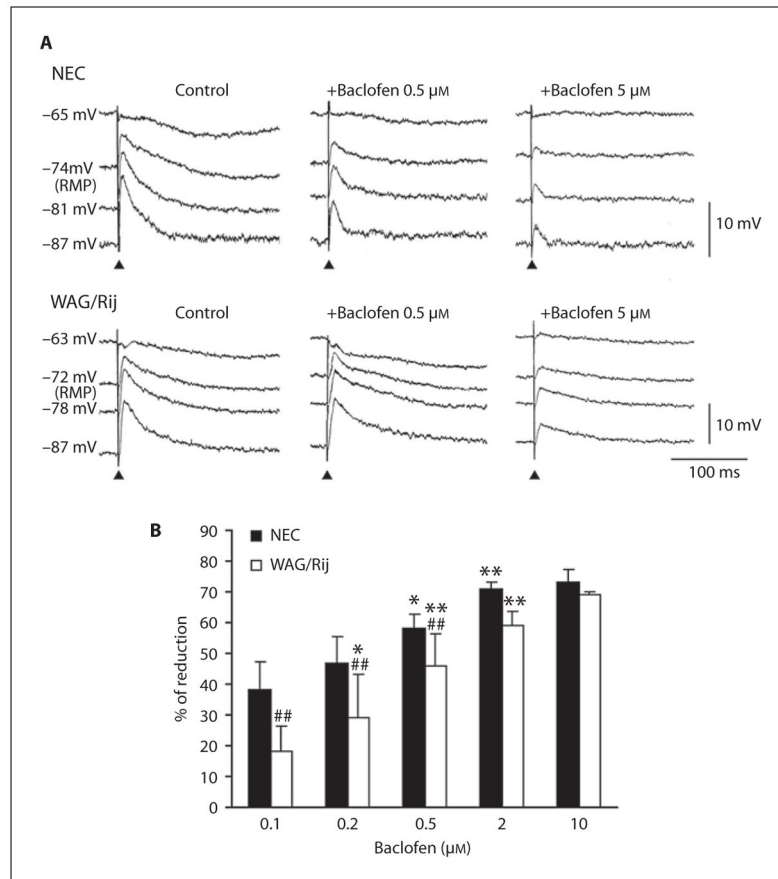 A
NEC
Control
+Baclofen 0.5 µM
+Baclofen 5 µM
–65 mV
–74mV
(RMP)
–81 mV
–87 mV
10 mV
WAG/Rij
Control
+Baclofen 0.5 µM
+Baclofen 5 µM
–63 mV
–72 mV
(RMP)
–78 mV
–87 mV
10 mV
100 ms
B
NEC
WAG/Rij
% of reduction
90
80
70
60
50
40
30
20
10
0
##
*
##
*
**
##
**
**
0.1 0.2 0.5 2 10
Baclofen (µM)